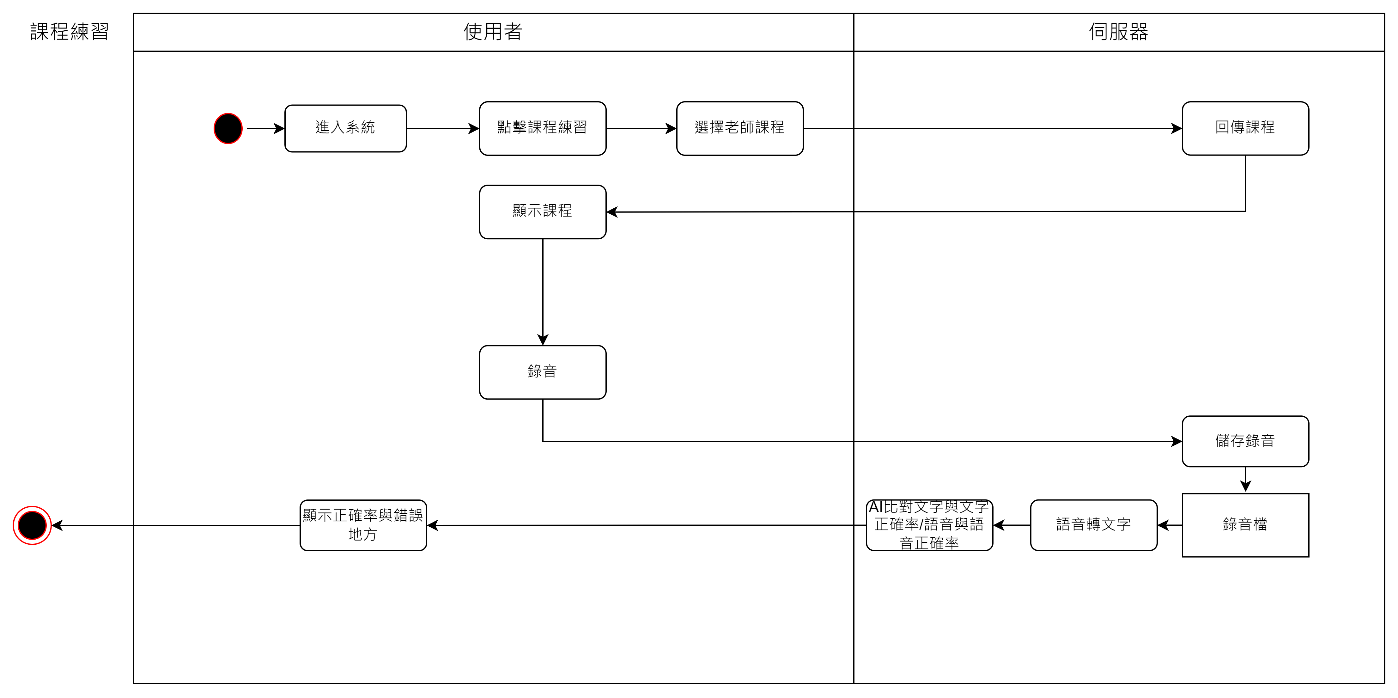 課程練習
使用者
伺服器
進入系統
點擊課程練習
選擇老師課程
回傳課程
顯示課程
錄音
儲存錄音
顯示正確率與錯誤
地方
AI比對文字與文字
正確率/語音與語
音正確率
語音轉文字
錄音檔